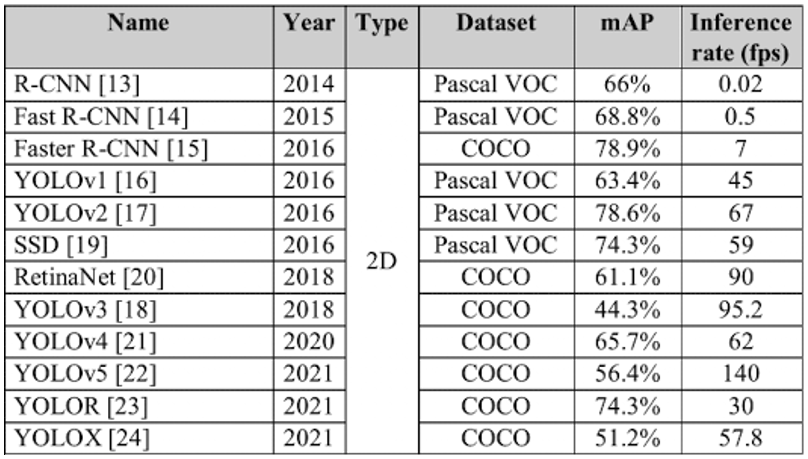 Name Year Type Dataset mAP Inference
rate (fps)
R-CNN [13] 2014 Pascal VOC 66% 0.02
Fast R-CNN [14] 2015 Pascal VOC 68.8% 0.5
Faster R-CNN [15] 2016 COCO 78.9% 7
YOLOv1 [16] 2016 Pascal VOC 63.4% 45
YOLOv2 [17] 2016 Pascal VOC 78.6% 67
SSD [19] 2016 Pascal VOC 74.3% 59
2D
RetinaNet [20] 2018 COCO 61.1% 90
YOLOv3 [18] 2018 COCO 44.3% 95.2
YOLOv4 [21] 2020 COCO 65.7% 62
YOLOv5 [22] 2021 COCO 56.4% 140
YOLOR [23] 2021 COCO 74.3% 30
YOLOX [24] 2021 COCO 51.2% 57.8